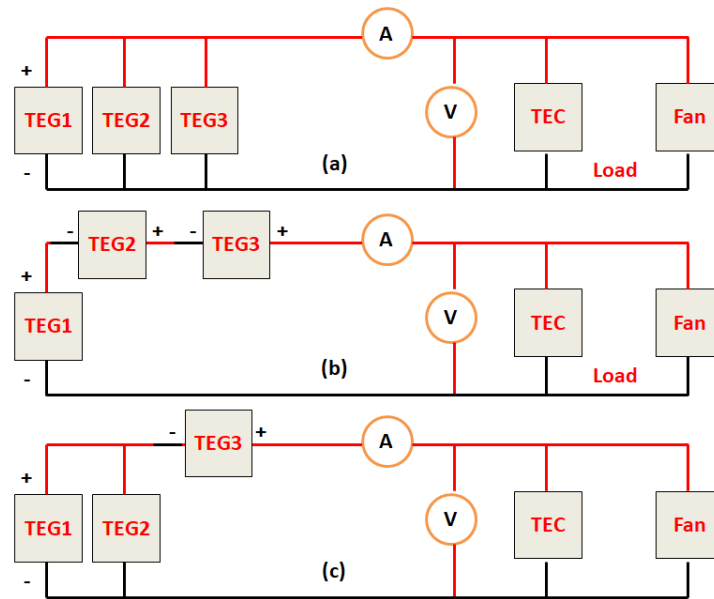 A
+
TEG1 TEG2 TEG3 V TEC Fan
- (a) Load
- TEG2 + - TEG3 + A
+
TEG1 V TEC Fan
- (b) Load
- TEG3 + A
+
TEG1 TEG2 V TEC Fan
- (c)